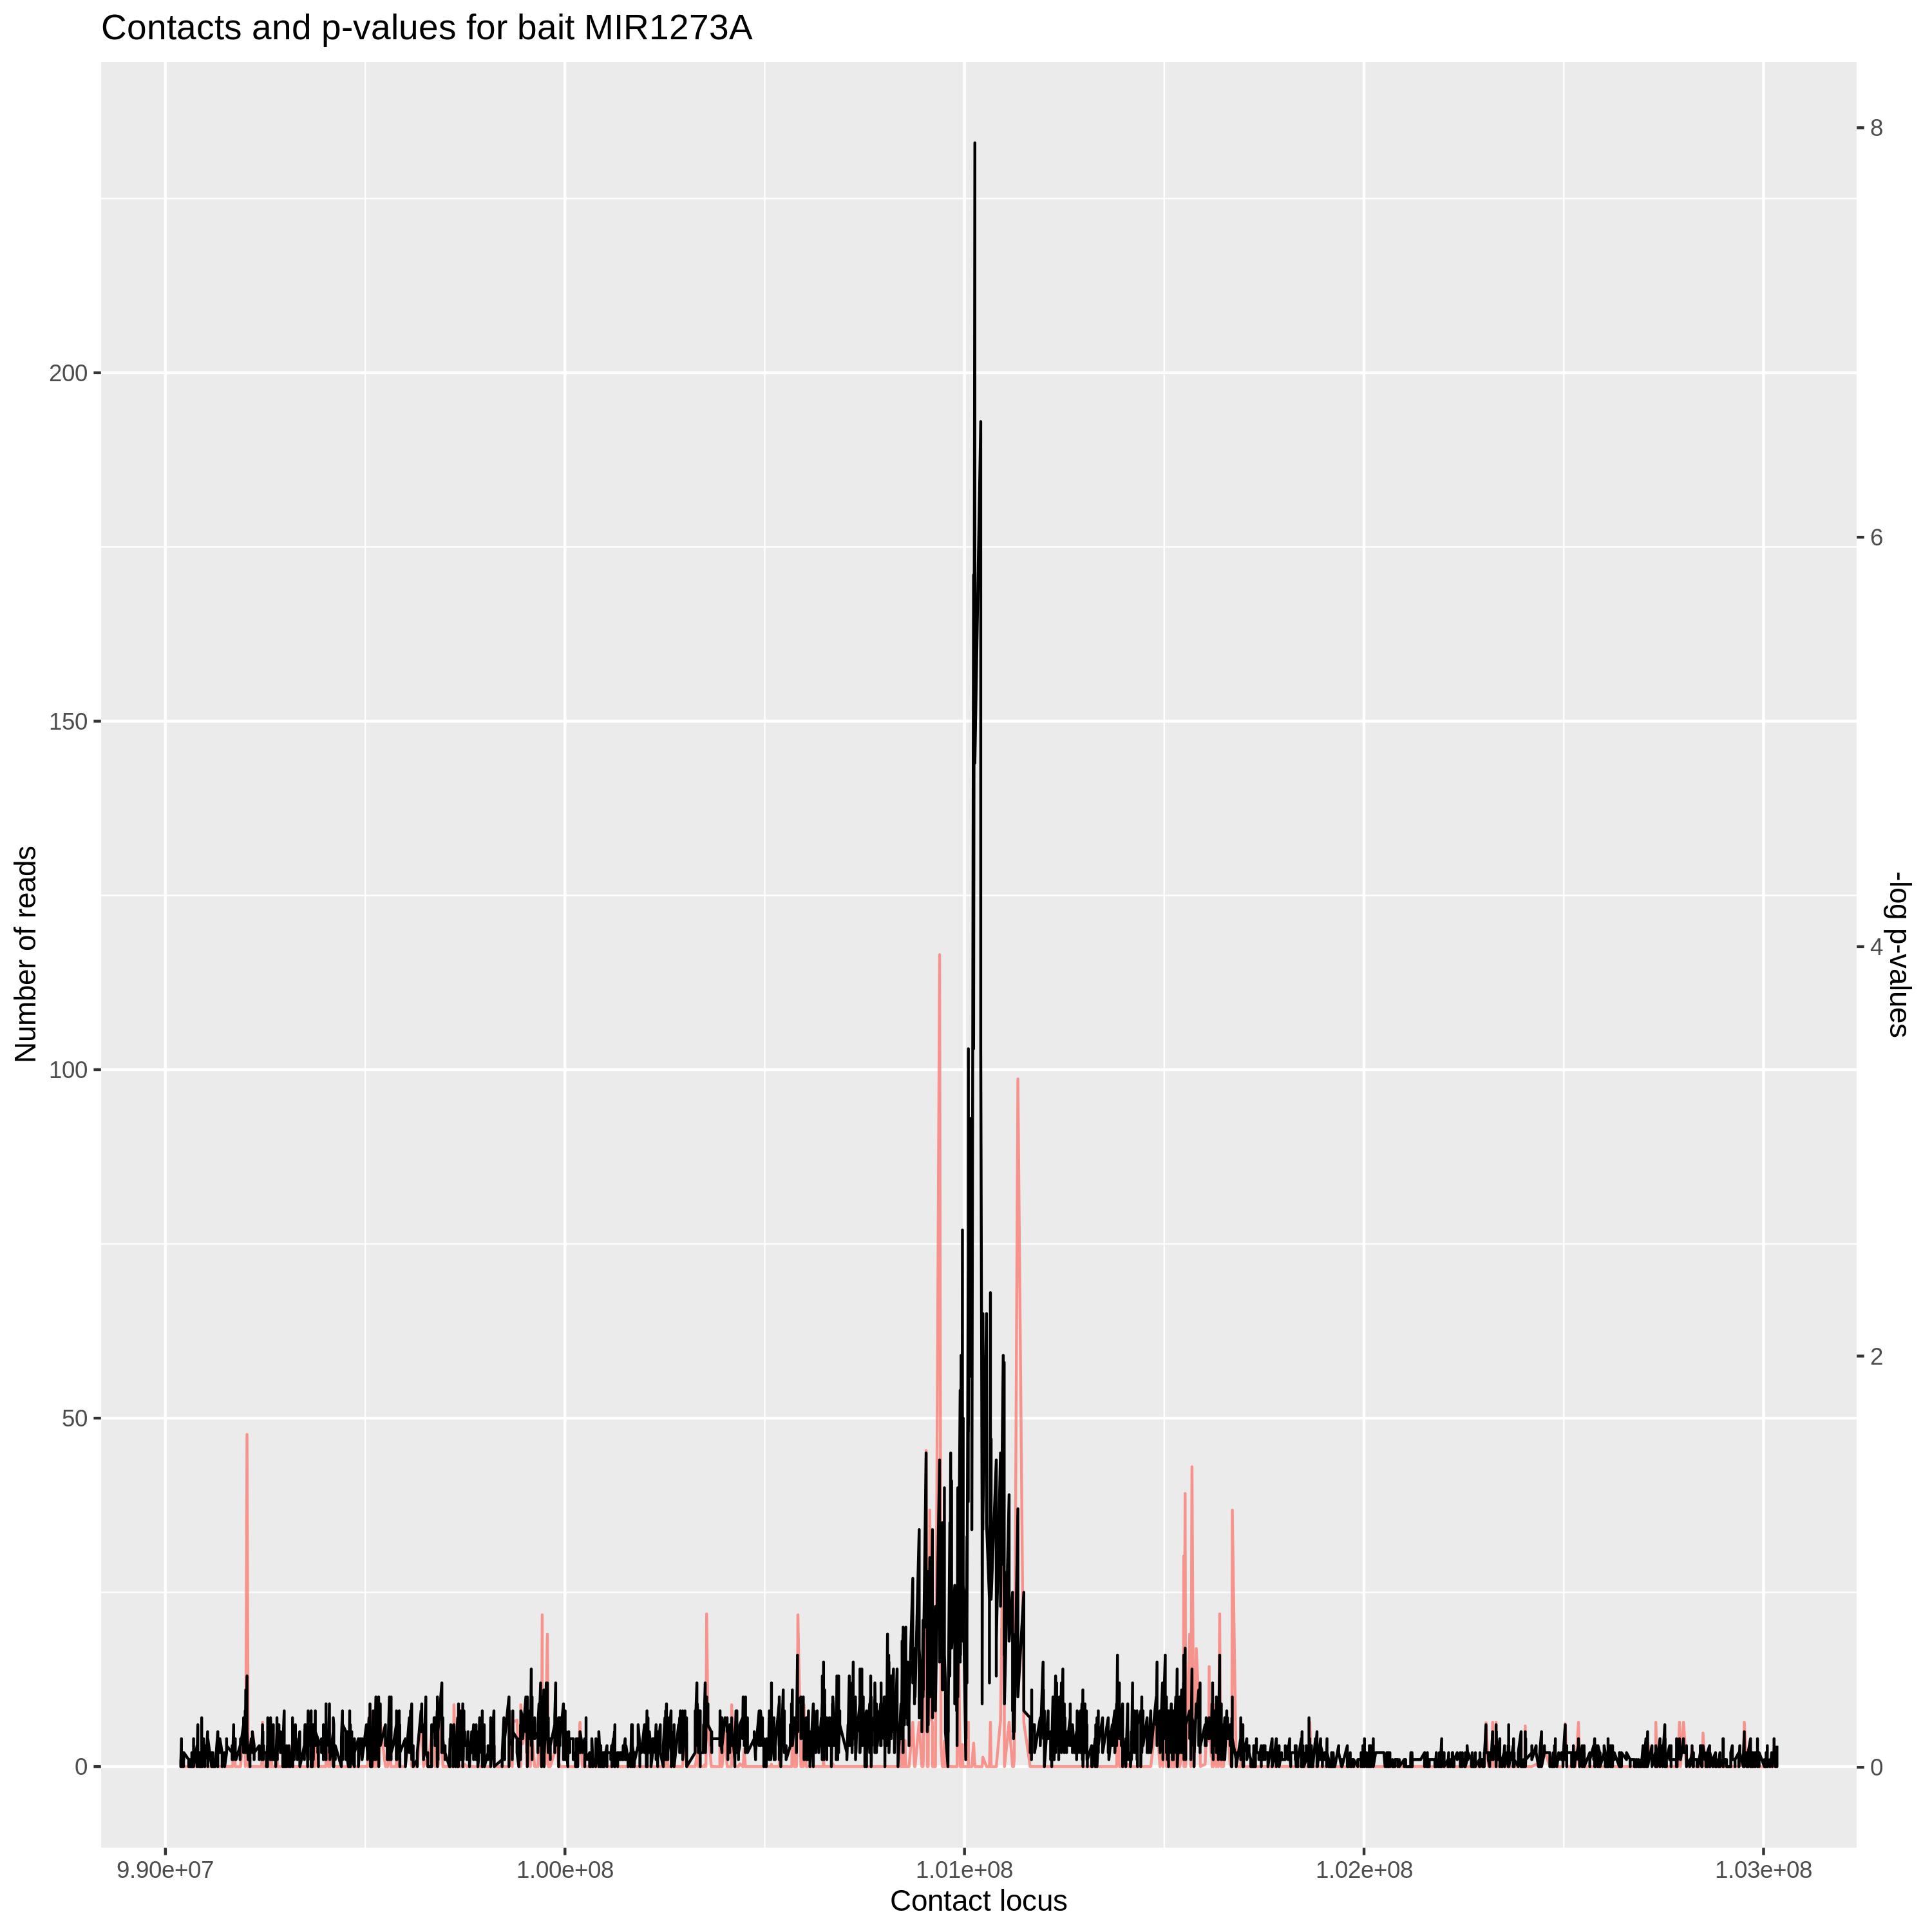 Contacts and p-values for bait MIR1273A
Number of reads
200
150
100
50
0
8
6
4
2
0
-log p-values
9.90e+07
1.00e+08
1.01e+08
1.02e+08
1.03e+08
Contact locus